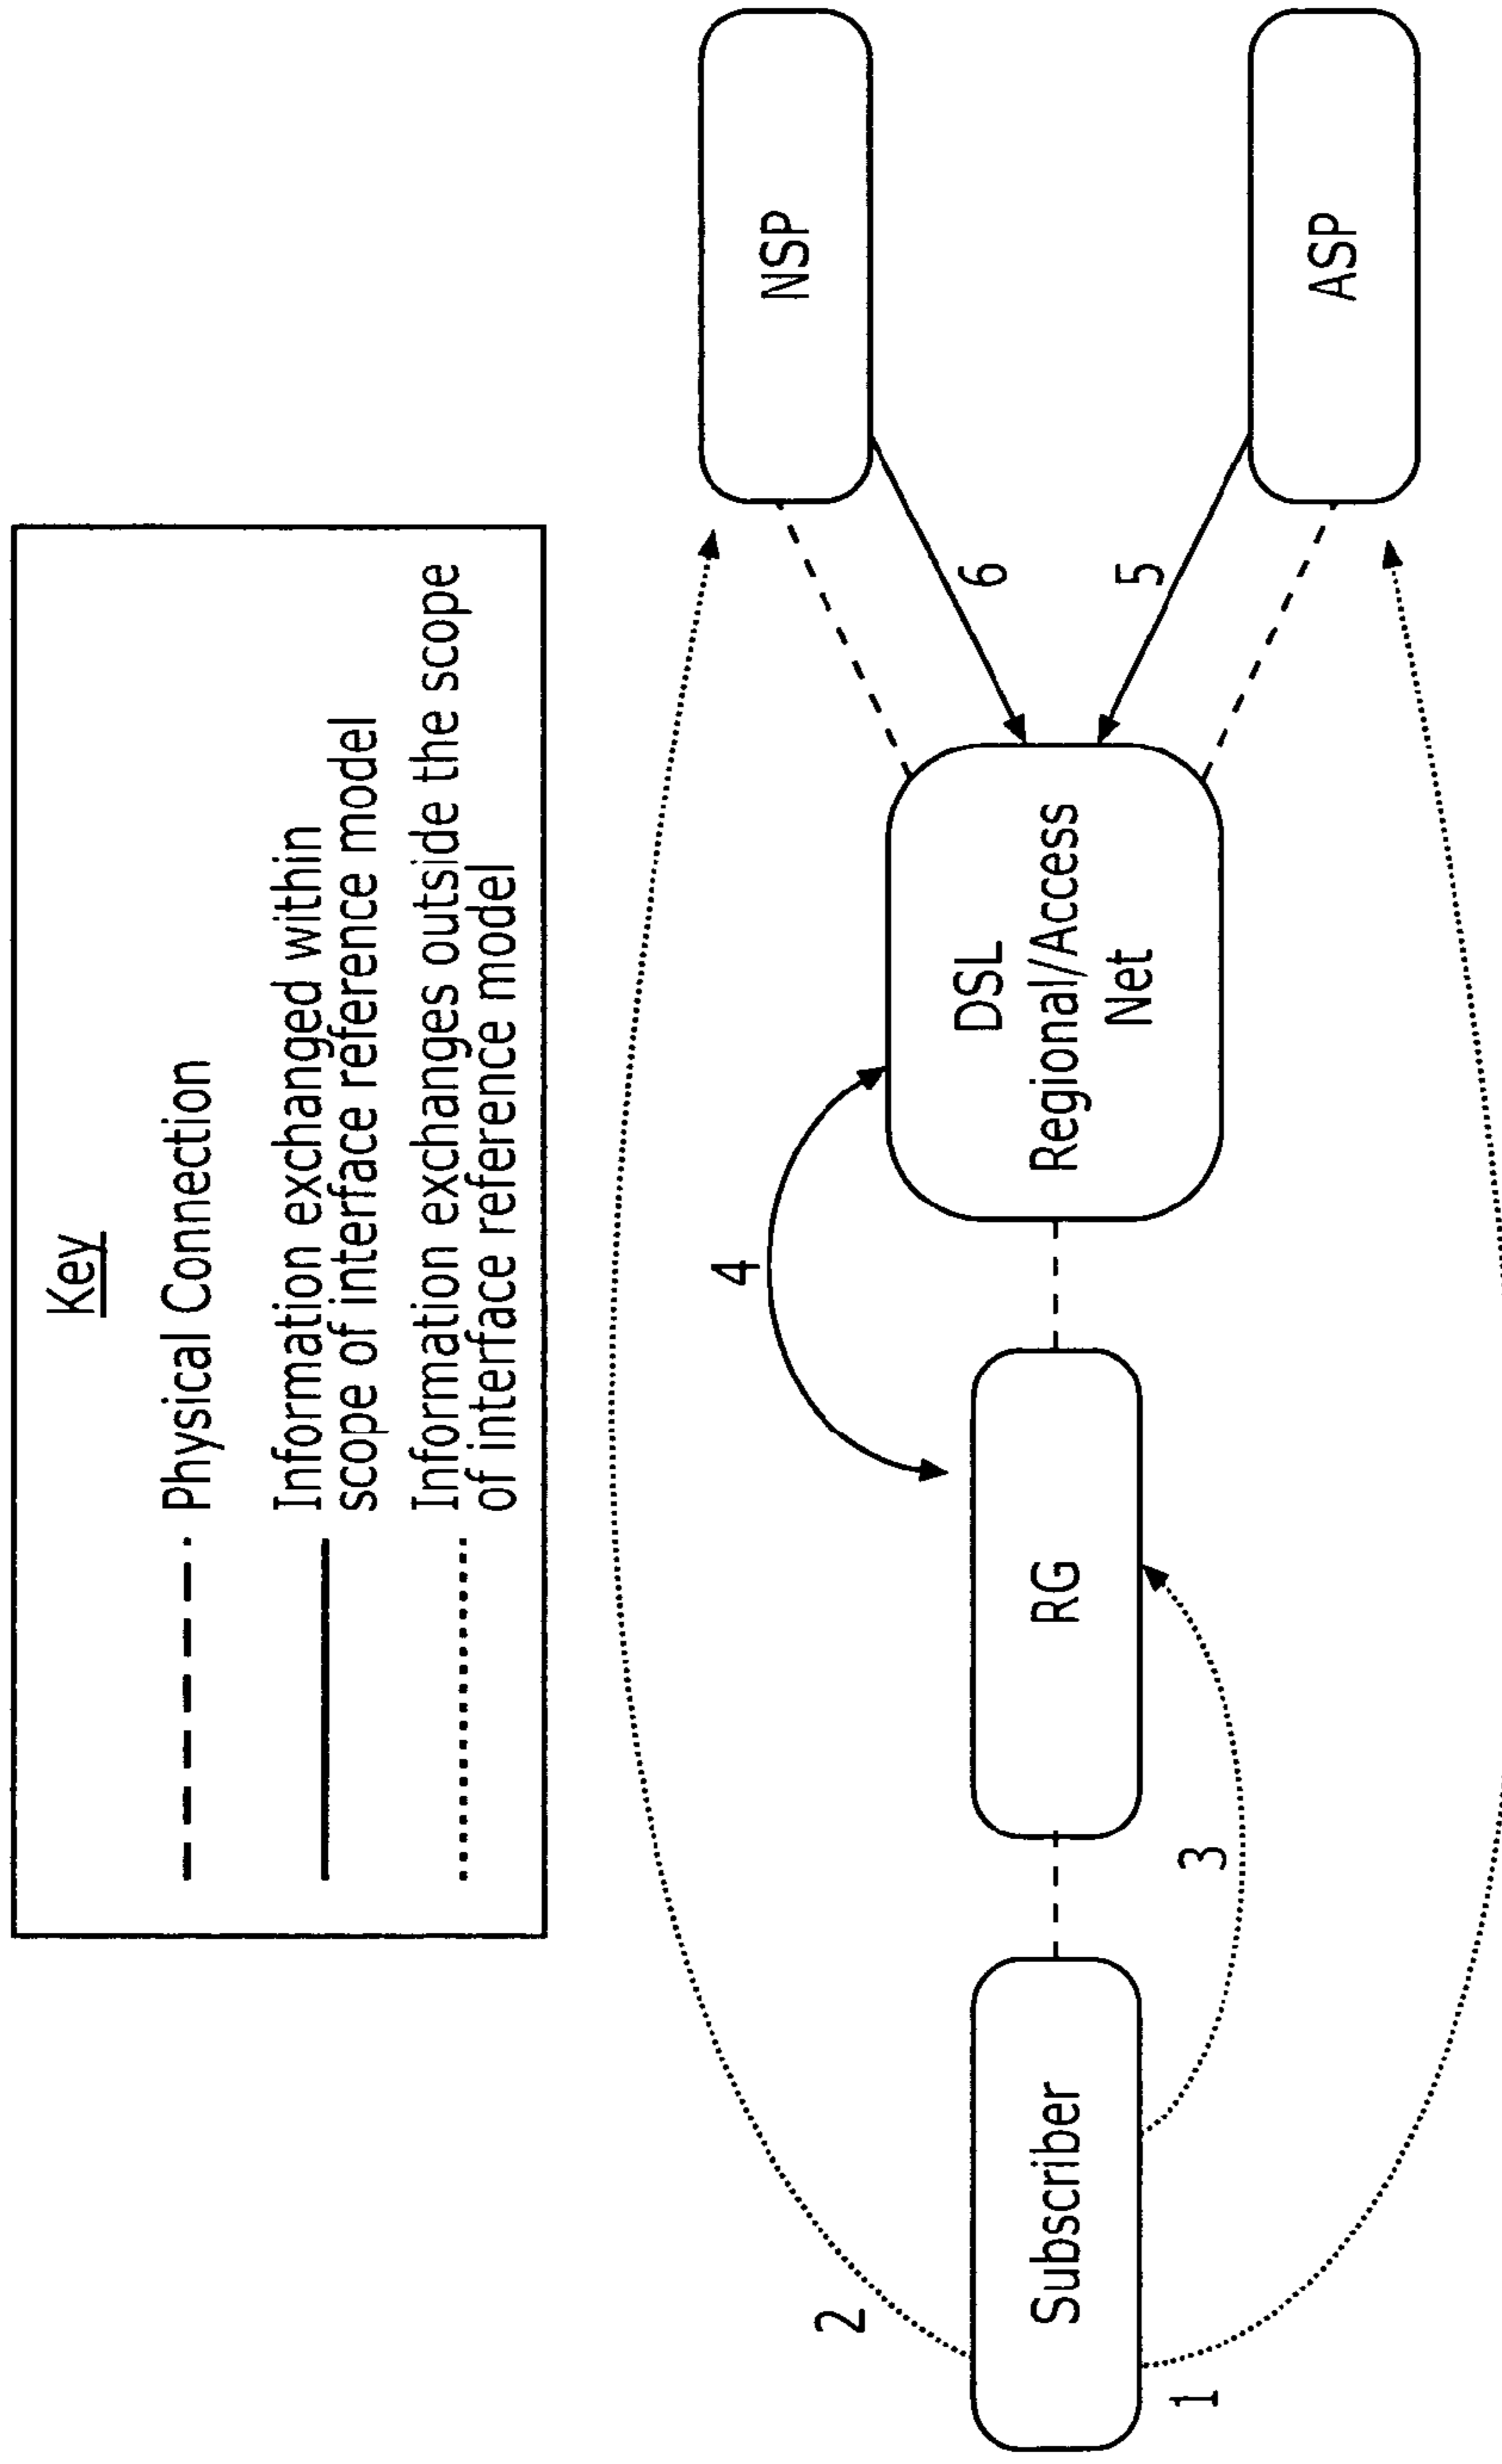 Key
Physical Connection
Information exchanged within
scope of interface reference model
Information exchanges outside the scope
of interface reference model
2
4
NSP
6
Subscriber
RG
DSL
Regional/Access
Net
3
5
1
ASP